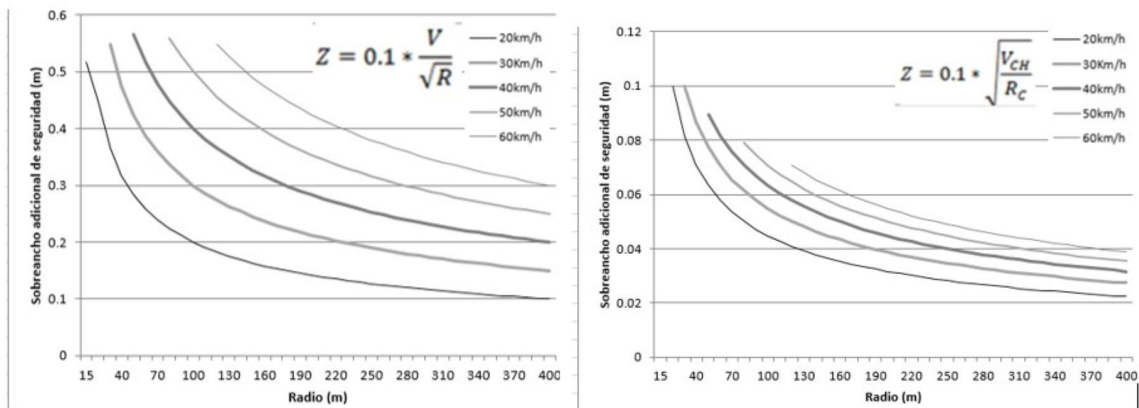 0.6
0.5
0.4
0.3
0.2
0.1
0
Sobreancho adicional de seguridad (m)
Z = 0.1 * V / √R
20km/h
30Km/h
40km/h
50km/h
60km/h
15 40 70 100 130 160 190 220 250 280 310 340 370 400
Radio (m)
0.12
0.1
0.08
0.06
0.04
0.02
0
Sobreancho adicional de seguridad (m)
Z = 0.1 * √(V_CH / R_C)
20km/h
30Km/h
40km/h
50km/h
60km/h
15 40 70 100 130 160 190 220 250 280 310 340 370 400
Radio (m)